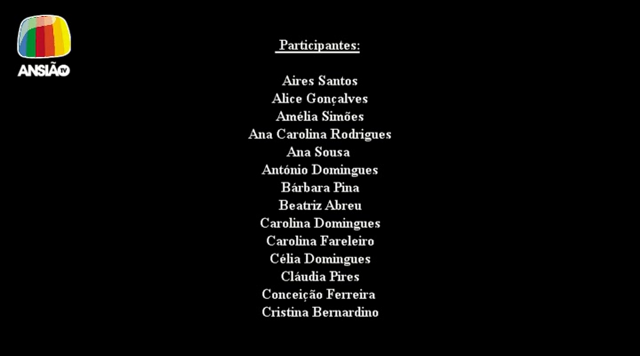 ANSIÃO TV
Participantes:
Aires Santos
Alice Gonçalves
Amélia Simões
Ana Carolina Rodrigues
Ana Sousa
António Domingues
Bárbara Pina
Beatriz Abreu
Carolina Domingues
Carolina Fareleiro
Célia Domingues
Cláudia Pires
Conceição Ferreira
Cristina Bernardino